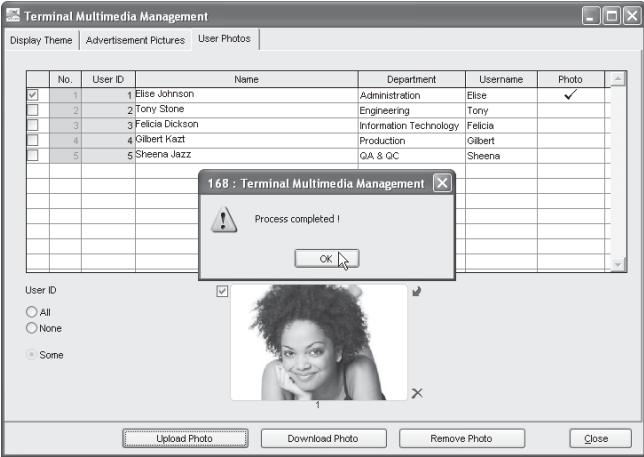 Terminal Multimedia Management
Display Theme Advertisement Pictures User Photos
No. User ID Name Department Username Photo
1 1 Elise Johnson Administration Elise
2 2 Tony Stone Engineering Tony
3 3 Felicia Dickson Information Technology Felicia
4 4 Gilbert Kazt Production Gilbert
5 5 Sheena Jazz QA & QC Sheena
168 : Terminal Multimedia Management
Process completed !
OK
User ID
All
None
Some
1
Upload Photo Download Photo Remove Photo Close